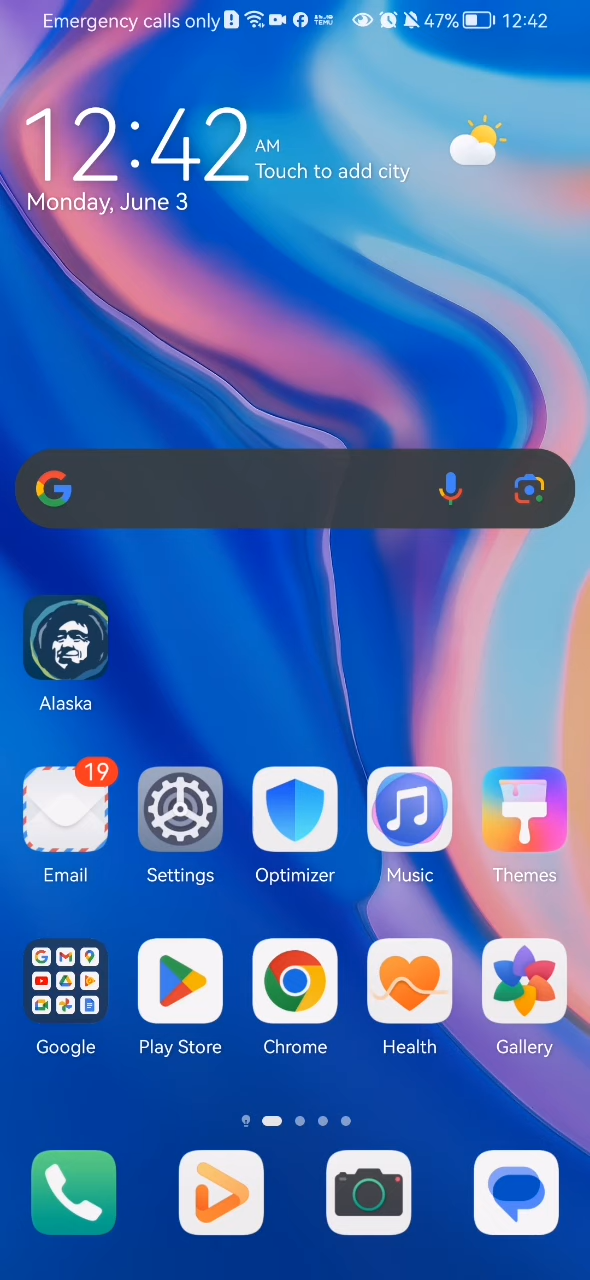 Emergency calls only 47% 12:42
12:42 AM
Touch to add city
Monday, June 3
Alaska
19
Email Settings Optimizer Music Themes
Google Play Store Chrome Health Gallery